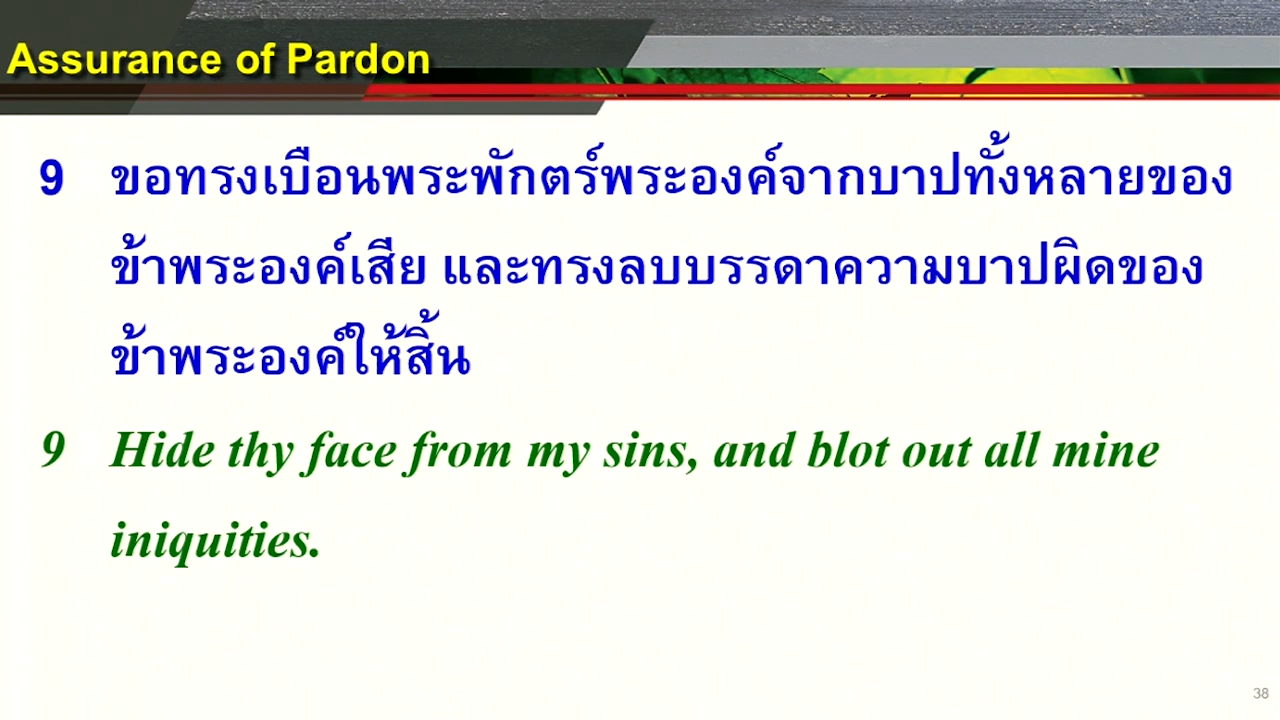 Assurance of Pardon
9 ขอทรงเบือนพระพักตร์พระองค์จากบาปทั้งหลายของ
ข้าพระองค์เสีย และทรงลบบรรดาความบาปผิดของ
ข้าพระองค์ให้สิ้น
9 Hide thy face from my sins, and blot out all mine
iniquities.
38